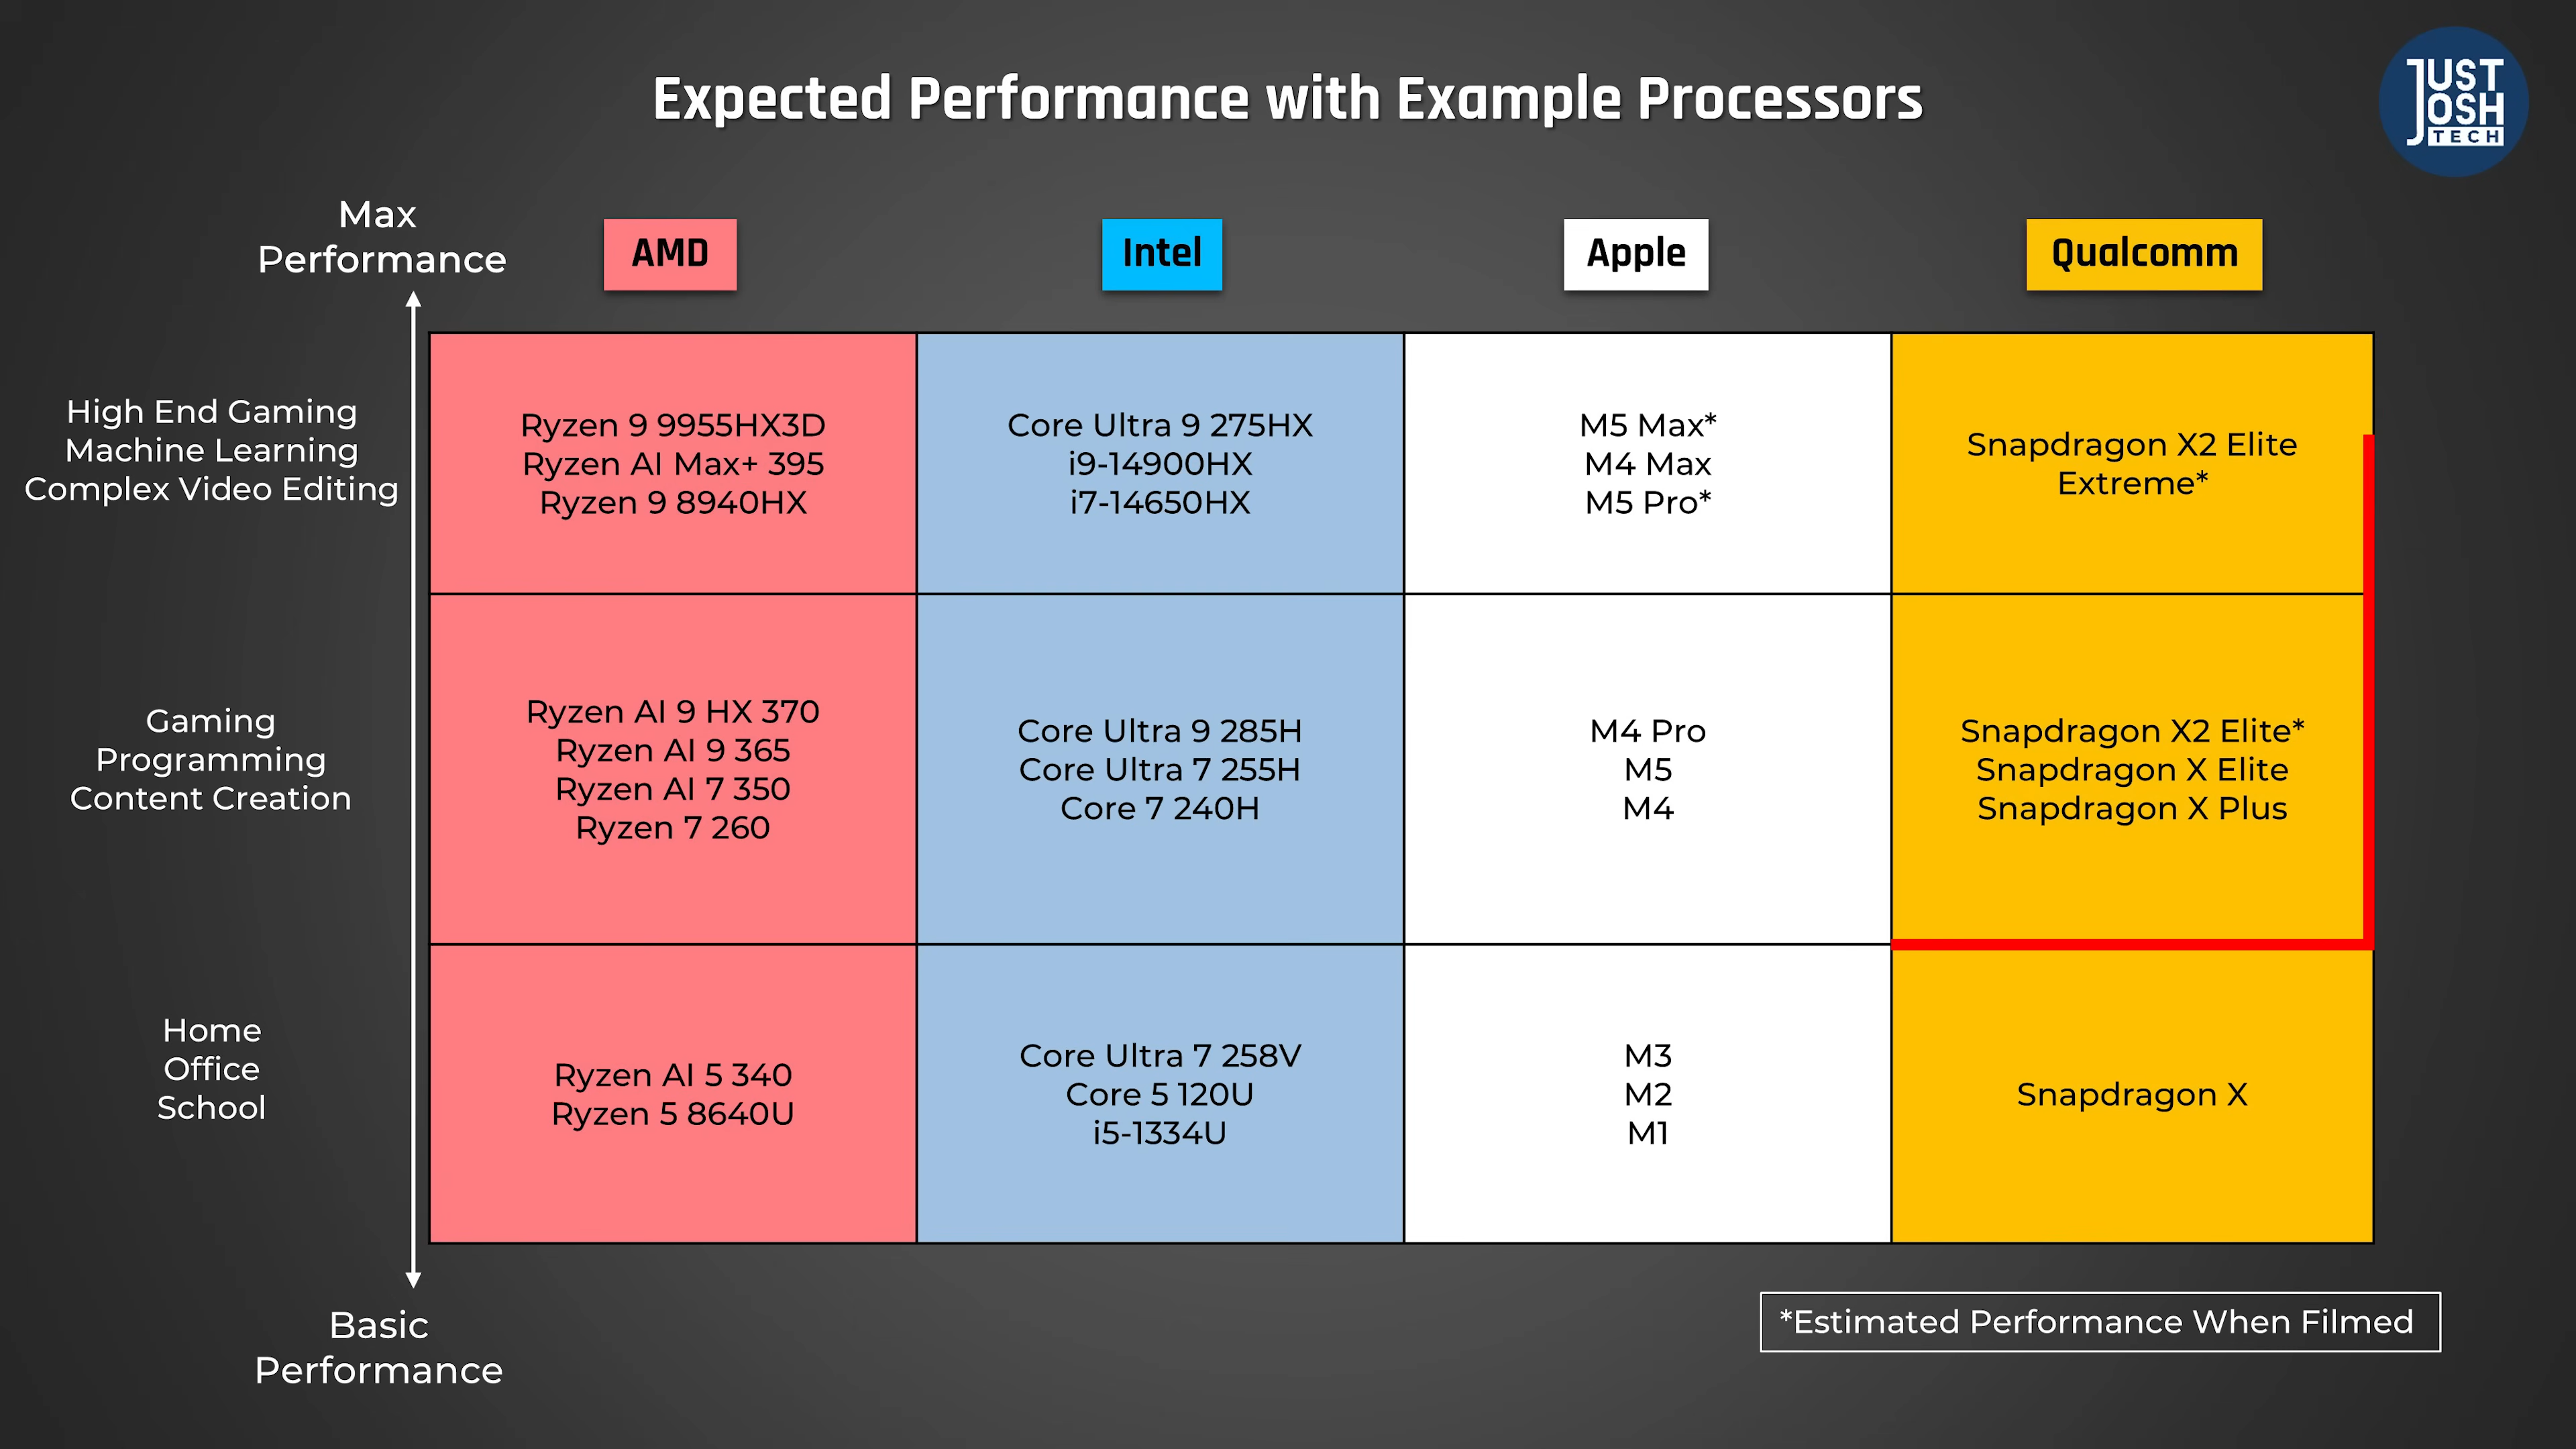 Expected Performance with Example Processors
JUST
JOSH
TECH
Max
Performance
AMD
Intel
Apple
Qualcomm
High End Gaming
Machine Learning
Complex Video Editing
Ryzen 9 9955HX3D
Ryzen AI Max+ 395
Ryzen 9 8940HX
Core Ultra 9 275HX
i9-14900HX
i7-14650HX
M5 Max*
M4 Max
M5 Pro*
Snapdragon X2 Elite
Extreme*
Gaming
Programming
Content Creation
Ryzen AI 9 HX 370
Ryzen AI 9 365
Ryzen AI 7 350
Ryzen 7 260
Core Ultra 9 285H
Core Ultra 7 255H
Core 7 240H
M4 Pro
M5
M4
Snapdragon X2 Elite*
Snapdragon X Elite
Snapdragon X Plus
Home
Office
School
Ryzen AI 5 340
Ryzen 5 8640U
Core Ultra 7 258V
Core 5 120U
i5-1334U
M3
M2
M1
Snapdragon X
Basic
Performance
*Estimated Performance When Filmed